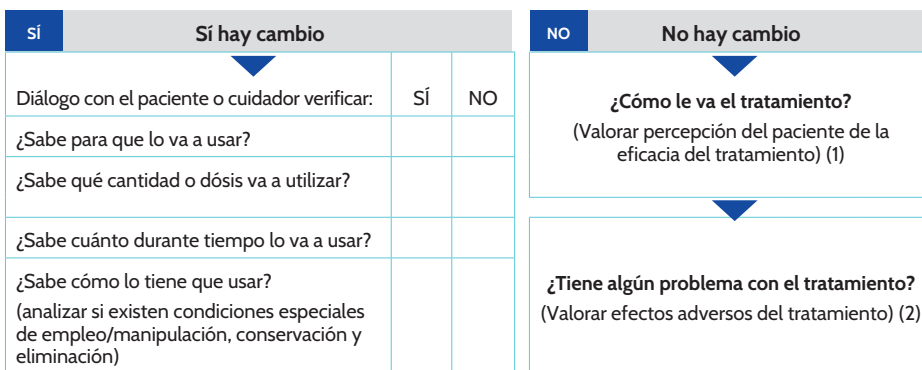 SÍ
Sí hay cambio
Diálogo con el paciente o cuidador verificar:
SÍ
NO
¿Sabe para que lo va a usar?
¿Sabe qué cantidad o dósis va a utilizar?
¿Sabe cuánto durante tiempo lo va a usar?
¿Sabe cómo lo tiene que usar?
(analizar si existen condiciones especiales
de empleo/manipulación, conservación y
eliminación)
NO
No hay cambio
¿Cómo le va el tratamiento?
(Valorar percepción del paciente de la
eficacia del tratamiento) (1)
¿Tiene algún problema con el tratamiento?
(Valorar efectos adversos del tratamiento) (2)